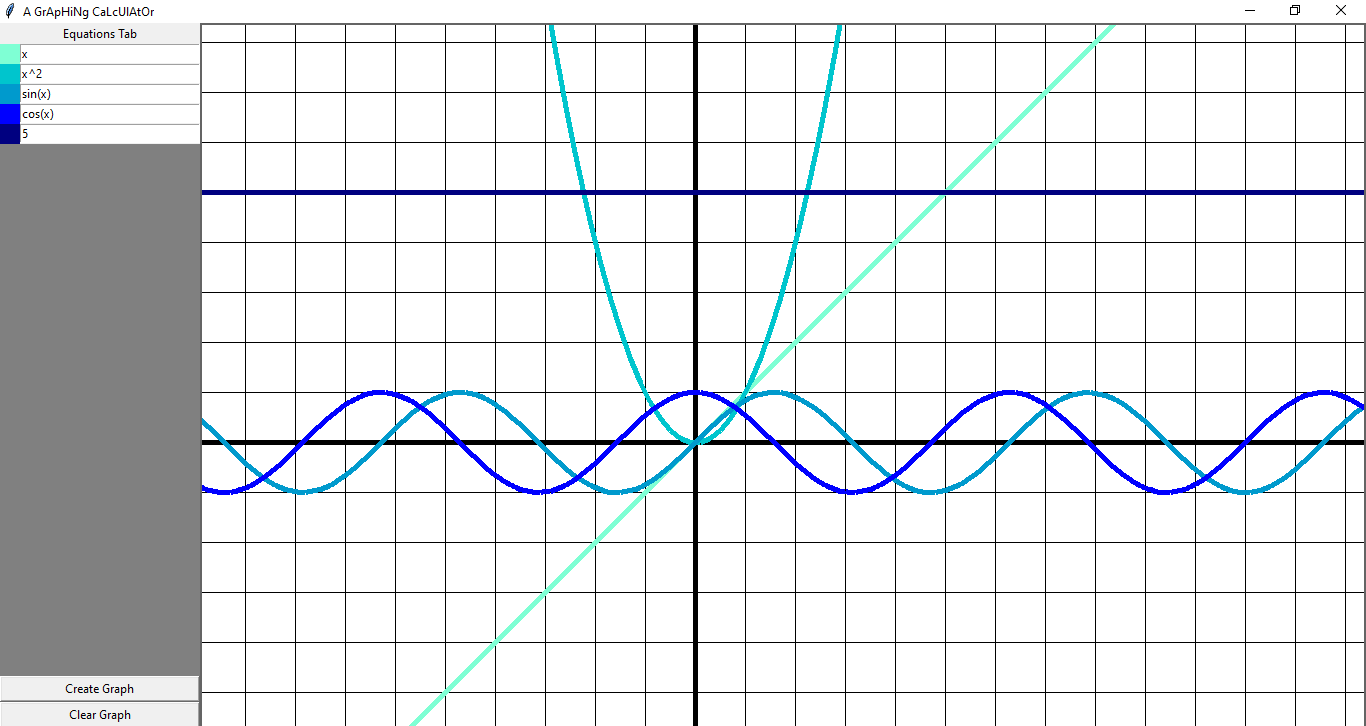 A GrApHiNg CaLcUlAtOr
Equations Tab
x
x^2
sin(x)
cos(x)
5
Create Graph
Clear Graph